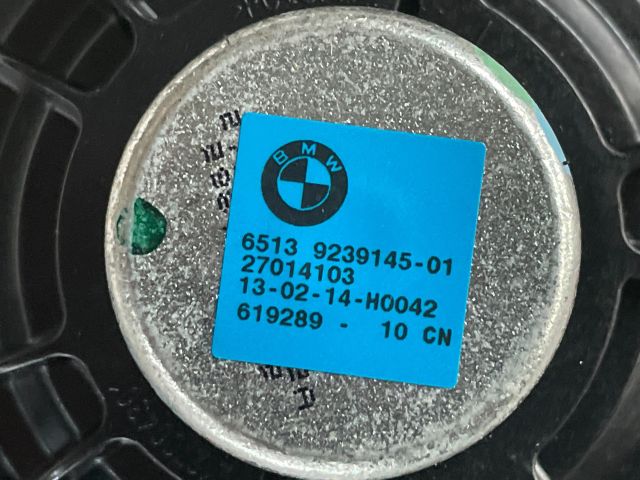 BMW
6513 9239145-01
27014103
13-02-14-H0042
619289 - 10 CN